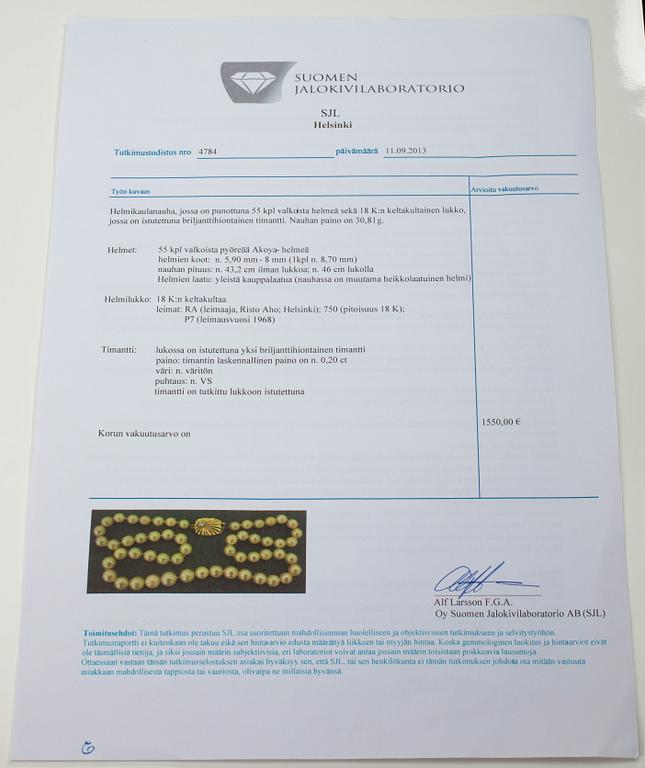 SUOMEN
JALOKIVILABORATORIO
SJL
Helsinki
Tutkimustodistus nro 4784 päivämäärä 11.09.2013
Työn kuvaus Arvioitu vakuutusarvo
Helmikaulanauha, jossa on punottuna 55 kpl valkoista helmeä sekä 18 K:n keltakultainen lukko,
jossa on istutettuna briljanttihiontainen timantti. Nauhan paino on 30,81g.
Helmet: 55 kpl valkoista pyöreää Akoya- helmeä
helmien koot: n. 5,90 mm - 8 mm (1kpl n. 8,70 mm)
nauhan pituus: n. 43,2 cm ilman lukkoa; n. 46 cm lukolla
Helmien laatu: yleistä kauppalaatua (nauhassa on muutama heikkolaatuinen helmi)
Helmilukko: 18 K:n keltakultaa
leimat: RA (leimaaja, Risto Aho; Helsinki); 750 (pitoisuus 18 K);
P7 (leimausvuosi 1968)
Timantti: lukossa on istutettuna yksi briljanttihiontainen timantti
paino: timantin laskennallinen paino on n. 0,20 ct
väri: n. väritön
puhtaus: n. VS
timantti on tutkittu lukkoon istutettuna
1550,00 €
Korun vakuutusarvo on
Alf Larsson F.G.A.
Oy Suomen Jalokivilaboratorio AB (SJL)
Toimitusehdot: Tämä tutkimus perustuu SJL:ssa suoritettuun mahdollisimman huolelliseen ja objektiiviseen tutkimukseen ja selvitystyöhön.
Tutkimusraportti ei kuitenkaan ole takuu eikä sen hinta-arvio edusta määrättyä liikkeen tai myyjän hintaa. Koska gemmologinen luokitus ja hintaarviot eivät
ole täsmällisiä tietoja, ja siksi jossain määrin subjektiivisia, eri laboratoriot voivat antaa jossain määrin toisistaan poikkeavia lausuntoja.
Ottaessaan vastaan tämän tutkimusselostuksen asiakas hyväksyy sen, että SJL, tai sen henkilökunta ei tämän tutkimuksen johdosta ota mitään vastuuta
asiakkaan mahdollisesta tappiosta tai vauriosta, olivatpa ne millaisia hyvänsä.